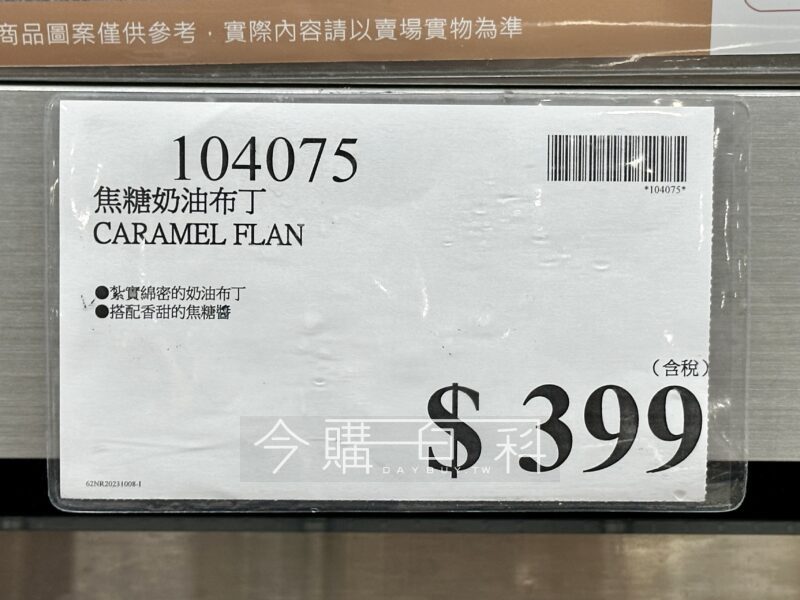 商品圖案僅供參考，實際內容請以賣場實物為準
104075
*104075*
焦糖奶油布丁
CARAMEL FLAN
●紮實綿密的奶油布丁
●搭配香甜的焦糖醬
（含稅）
$ 399
今購百科
DAYBUY.TW
62NR20231008-I